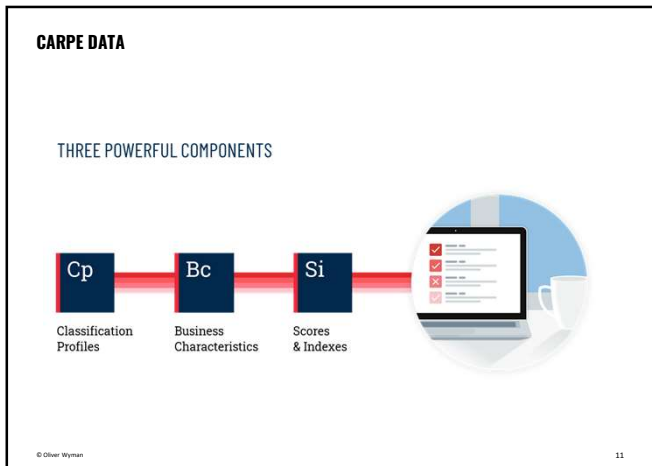 CARPE DATA
THREE POWERFUL COMPONENTS
Cp
Bc
Si
Classification
Profiles
Business
Characteristics
Scores
& Indexes
© Oliver Wyman
11